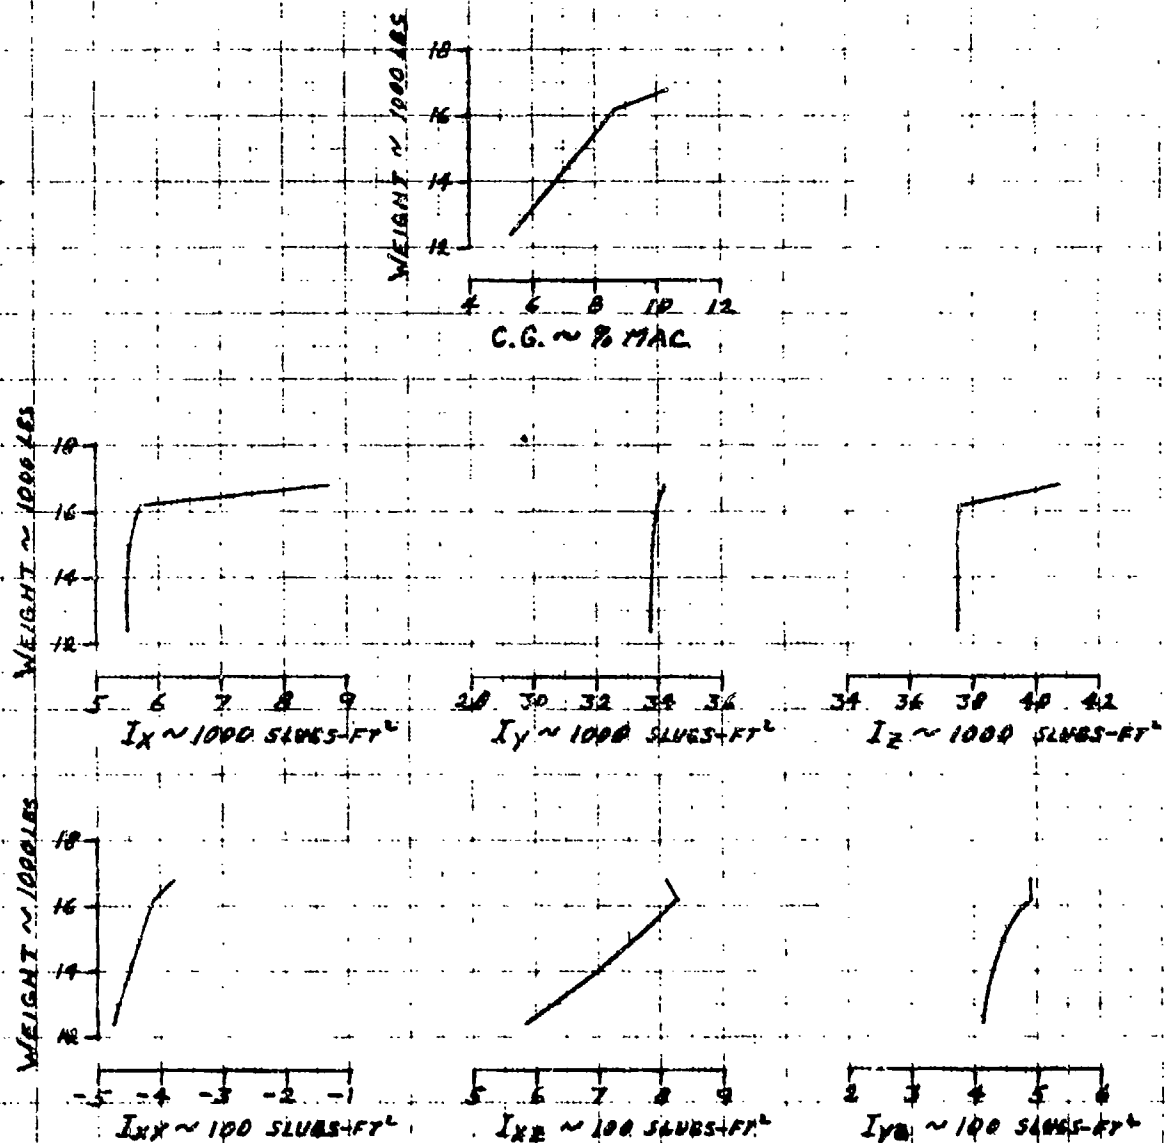 WEIGHT ~ 1000 LBS
18
16
14
12
4 6 8 10 12
C.G. ~ % MAC
WEIGHT ~ 1000 LBS
18
16
14
12
5 6 7 8 9
28 30 32 34 36
34 36 38 40 42
IX ~ 1000 SLUGS-FT²
IY ~ 1000 SLUGS-FT²
IZ ~ 1000 SLUGS-FT²
WEIGHT ~ 1000 LBS
18
16
14
12
-5 -4 -3 -2 -1
5 6 7 8 9
2 3 4 5 6
IXY ~ 100 SLUGS-FT²
IXZ ~ 100 SLUGS-FT²
IYZ ~ 100 SLUGS-FT²